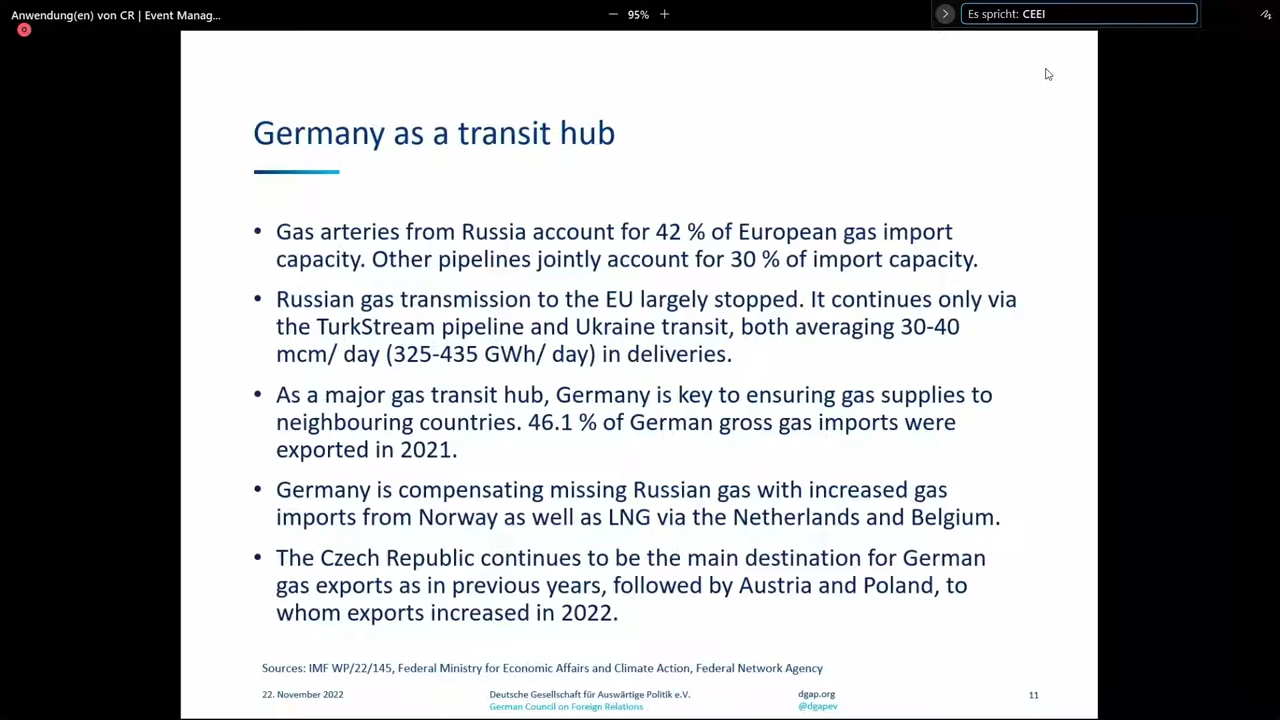 Anwendung(en) von CR | Event Manag...
95%
Es spricht: CEEI
Germany as a transit hub
• Gas arteries from Russia account for 42 % of European gas import
capacity. Other pipelines jointly account for 30 % of import capacity.
• Russian gas transmission to the EU largely stopped. It continues only via
the TurkStream pipeline and Ukraine transit, both averaging 30-40
mcm/ day (325-435 GWh/ day) in deliveries.
• As a major gas transit hub, Germany is key to ensuring gas supplies to
neighbouring countries. 46.1 % of German gross gas imports were
exported in 2021.
• Germany is compensating missing Russian gas with increased gas
imports from Norway as well as LNG via the Netherlands and Belgium.
• The Czech Republic continues to be the main destination for German
gas exports as in previous years, followed by Austria and Poland, to
whom exports increased in 2022.
Sources: IMF WP/22/145, Federal Ministry for Economic Affairs and Climate Action, Federal Network Agency
22. November 2022
Deutsche Gesellschaft für Auswärtige Politik e.V.
German Council on Foreign Relations
dgap.org
@dgapev
11